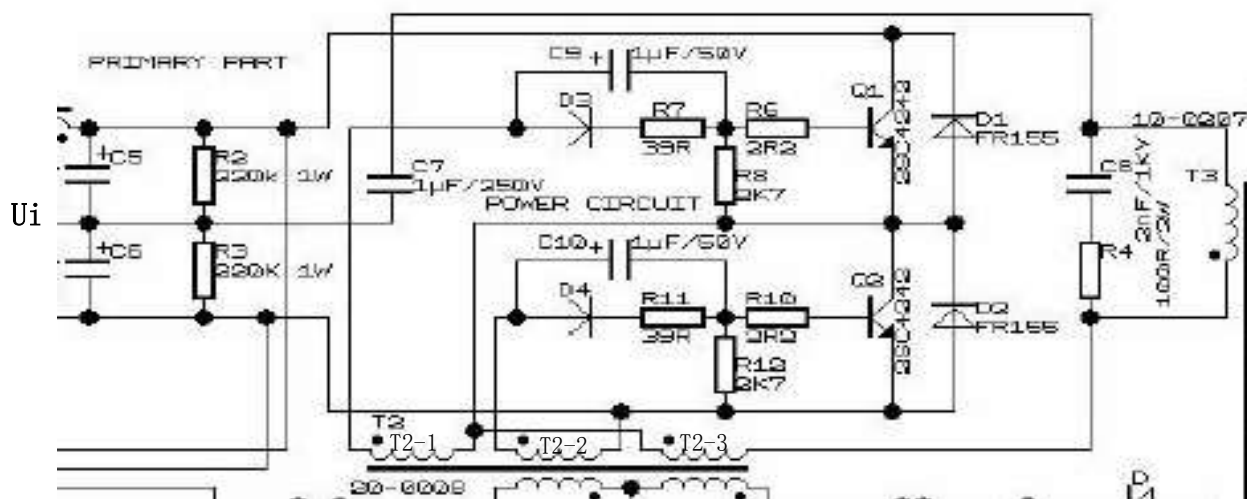 PRIMARY PART
C9 + 1µF/50V
D3
R7
39R
R6
2R2
Q1
2SC4242
D1
FR155
10-0207
+ C5
R2
220k 1W
C7
1µF/250V
R8
2K7
C8
2nF/1KV
T3
Ui
POWER CIRCUIT
+ C6
R3
220K 1W
C10 + 1µF/50V
D4
R11
39R
R10
2R2
Q2
2SC4242
D2
FR155
R4
100R/2W
R12
2K7
T2
T2-1
T2-2
T2-3
20-0008
D